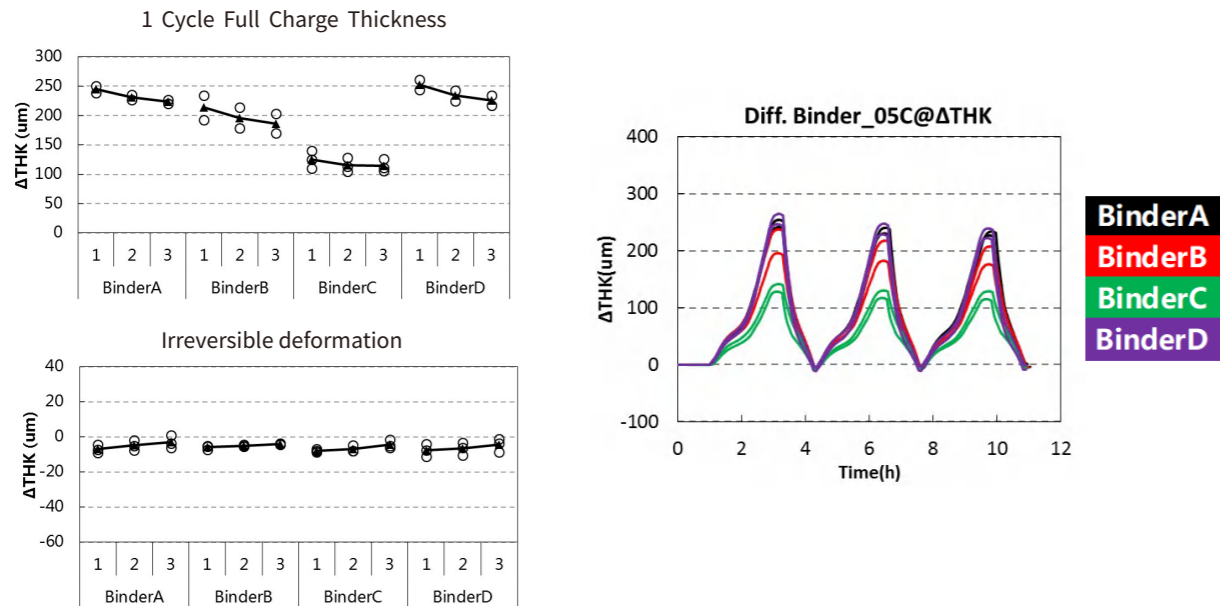 1 Cycle Full Charge Thickness
300
250
200
150
100
50
0
ΔTHK (um)
1 2 3 1 2 3 1 2 3 1 2 3
BinderA BinderB BinderC BinderD
Irreversible deformation
40
20
0
-20
-40
-60
ΔTHK (um)
1 2 3 1 2 3 1 2 3 1 2 3
BinderA BinderB BinderC BinderD
Diff. Binder_05C@ΔTHK
400
300
200
100
0
-100
ΔTHK(um)
0 2 4 6 8 10 12
Time(h)
BinderA
BinderB
BinderC
BinderD